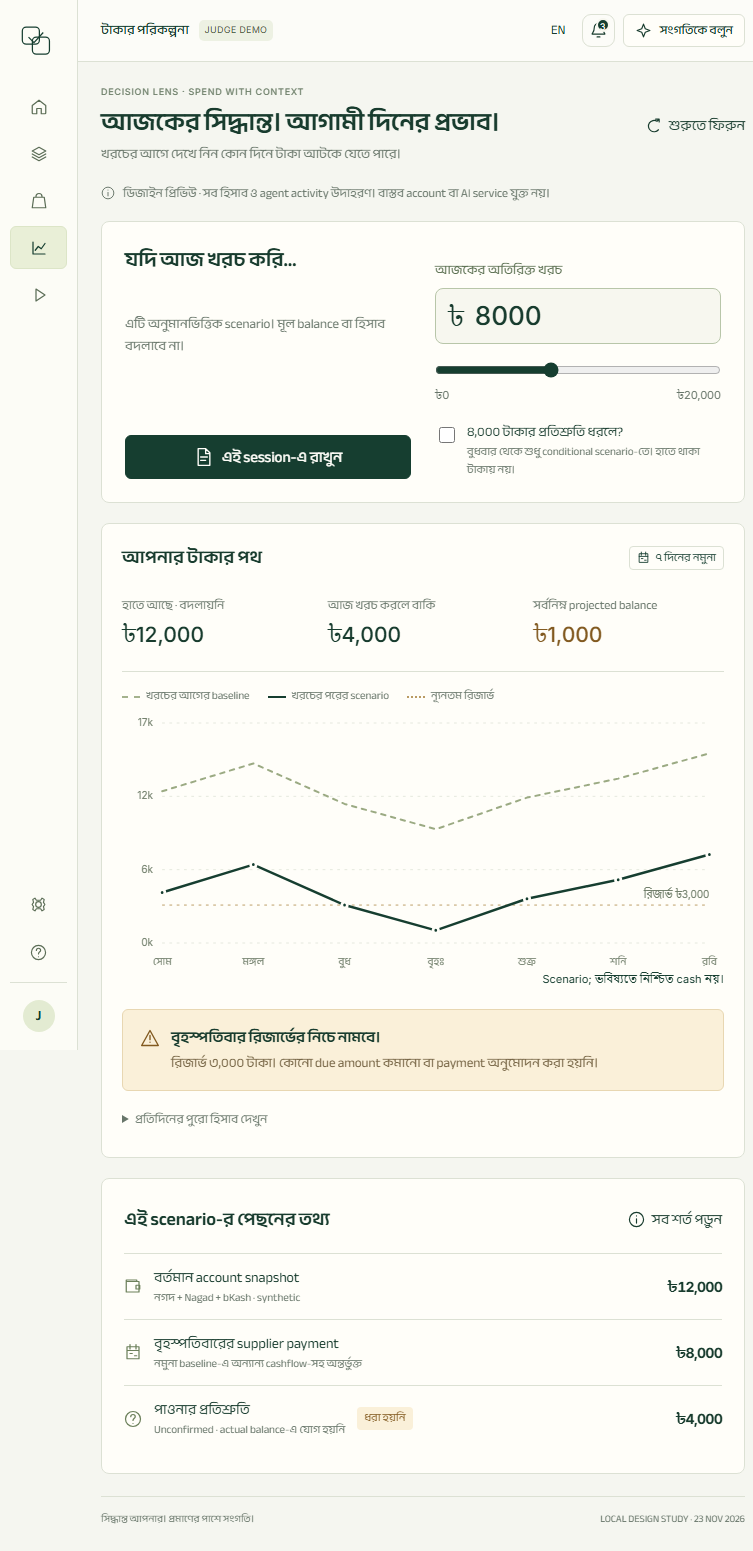 টাকার পরিকল্পনা JUDGE DEMO EN 3 সংগতিকে বলুন
DECISION LENS · SPEND WITH CONTEXT
আজকের সিদ্ধান্ত। আগামী দিনের প্রভাব।
শুরুতে ফিরুন
খরচের আগে দেখে নিন কোন দিনে টাকা আটকে যেতে পারে।
ডিজাইন প্রিভিউ · সব হিসাব ও agent activity উদাহরণ। বাস্তব account বা AI service যুক্ত নয়।
যদি আজ খরচ করি…
এটি অনুমানভিত্তিক scenario। মূল balance বা হিসাব
বদলাবে না।
এই session-এ রাখুন
আজকের অতিরিক্ত খরচ
৳ 8000
৳0 ৳20,000
৪,000 টাকার প্রতিশ্রুতি ধরলে?
বুধবার থেকে শুধু conditional scenario-তে। হাতে থাকা
টাকায় নয়।
আপনার টাকার পথ
৭ দিনের নমুনা
হাতে আছে · বদলায়নি আজ খরচ করলে বাকি সর্বনিম্ন projected balance
৳12,000 ৳4,000 ৳1,000
খরচের আগের baseline খরচের পরের scenario ন্যূনতম রিজার্ভ
17k
12k
6k
রিজার্ভ ৳3,000
0k
সোম মঙ্গল বুধ বৃহঃ শুক্র শনি রবি
Scenario; ভবিষ্যতে নিশ্চিত cash নয়।
বৃহস্পতিবার রিজার্ভের নিচে নামবে।
রিজার্ভ ৩,000 টাকা। কোনো due amount কমানো বা payment অনুমোদন করা হয়নি।
প্রতিদিনের পুরো হিসাব দেখুন
এই scenario-র পেছনের তথ্য
সব শর্ত পড়ুন
বর্তমান account snapshot
নগদ + Nagad + bKash · synthetic
৳12,000
বৃহস্পতিবারের supplier payment
নমুনা baseline-এ অন্যান্য cashflow-সহ অন্তর্ভুক্ত
৳8,000
পাওনার প্রতিশ্রুতি
Unconfirmed · actual balance-এ যোগ হয়নি
ধরা হয়নি
৳4,000
J
সিদ্ধান্ত আপনার। প্রমাণের পাশে সংগতি।
LOCAL DESIGN STUDY · 23 NOV 2026